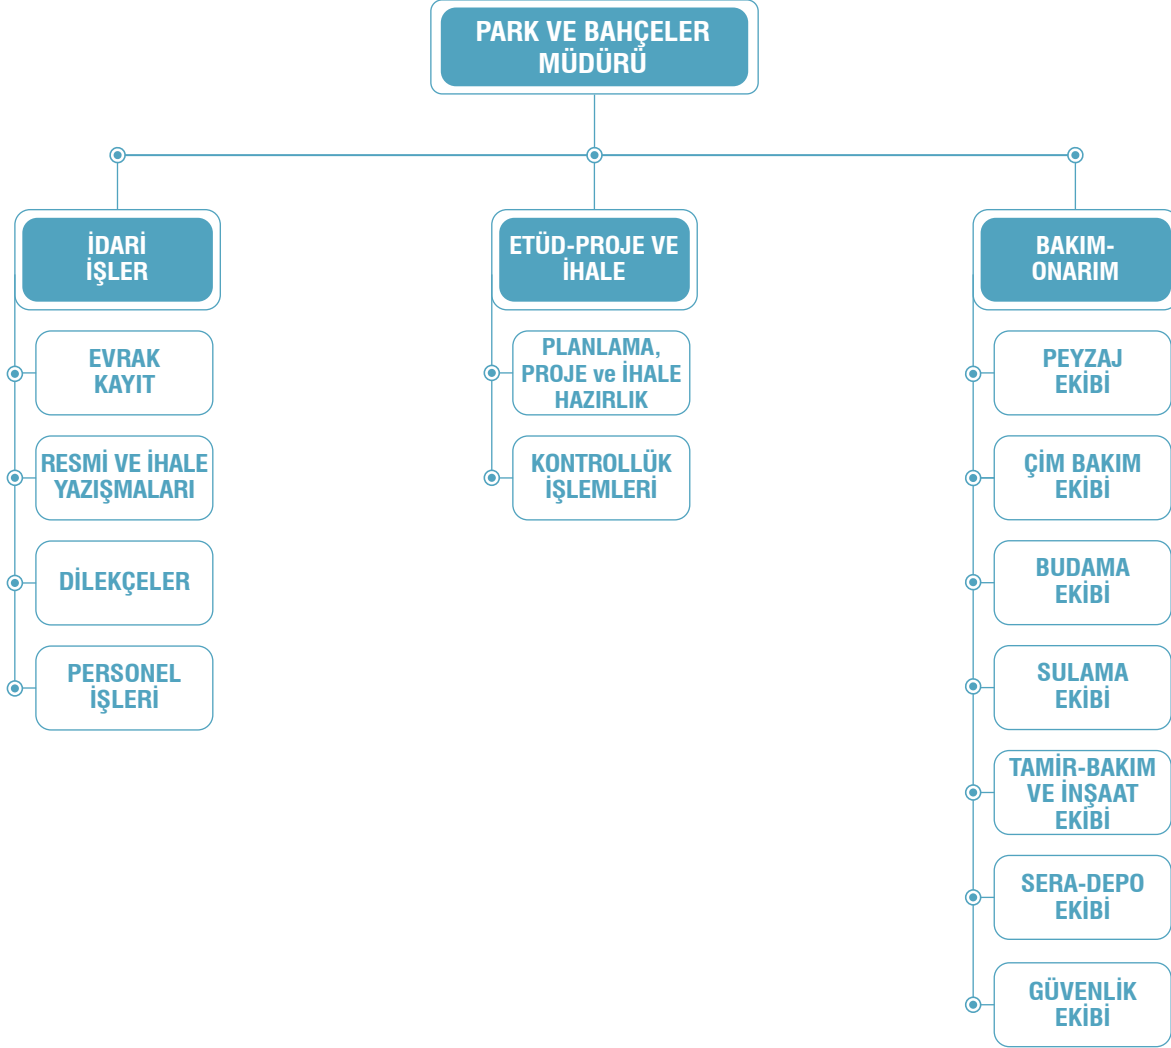 PARK VE BAHÇELER
MÜDÜRÜ
İDARİ
İŞLER
EVRAK
KAYIT
RESMİ VE İHALE
YAZIŞMALARI
DİLEKÇELER
PERSONEL
İŞLERİ
ETÜD-PROJE VE
İHALE
PLANLAMA,
PROJE ve İHALE
HAZIRLIK
KONTROLLÜK
İŞLEMLERİ
BAKIM-
ONARIM
PEYZAJ
EKİBİ
ÇİM BAKIM
EKİBİ
BUDAMA
EKİBİ
SULAMA
EKİBİ
TAMİR-BAKIM
VE İNŞAAT
EKİBİ
SERA-DEPO
EKİBİ
GÜVENLİK
EKİBİ